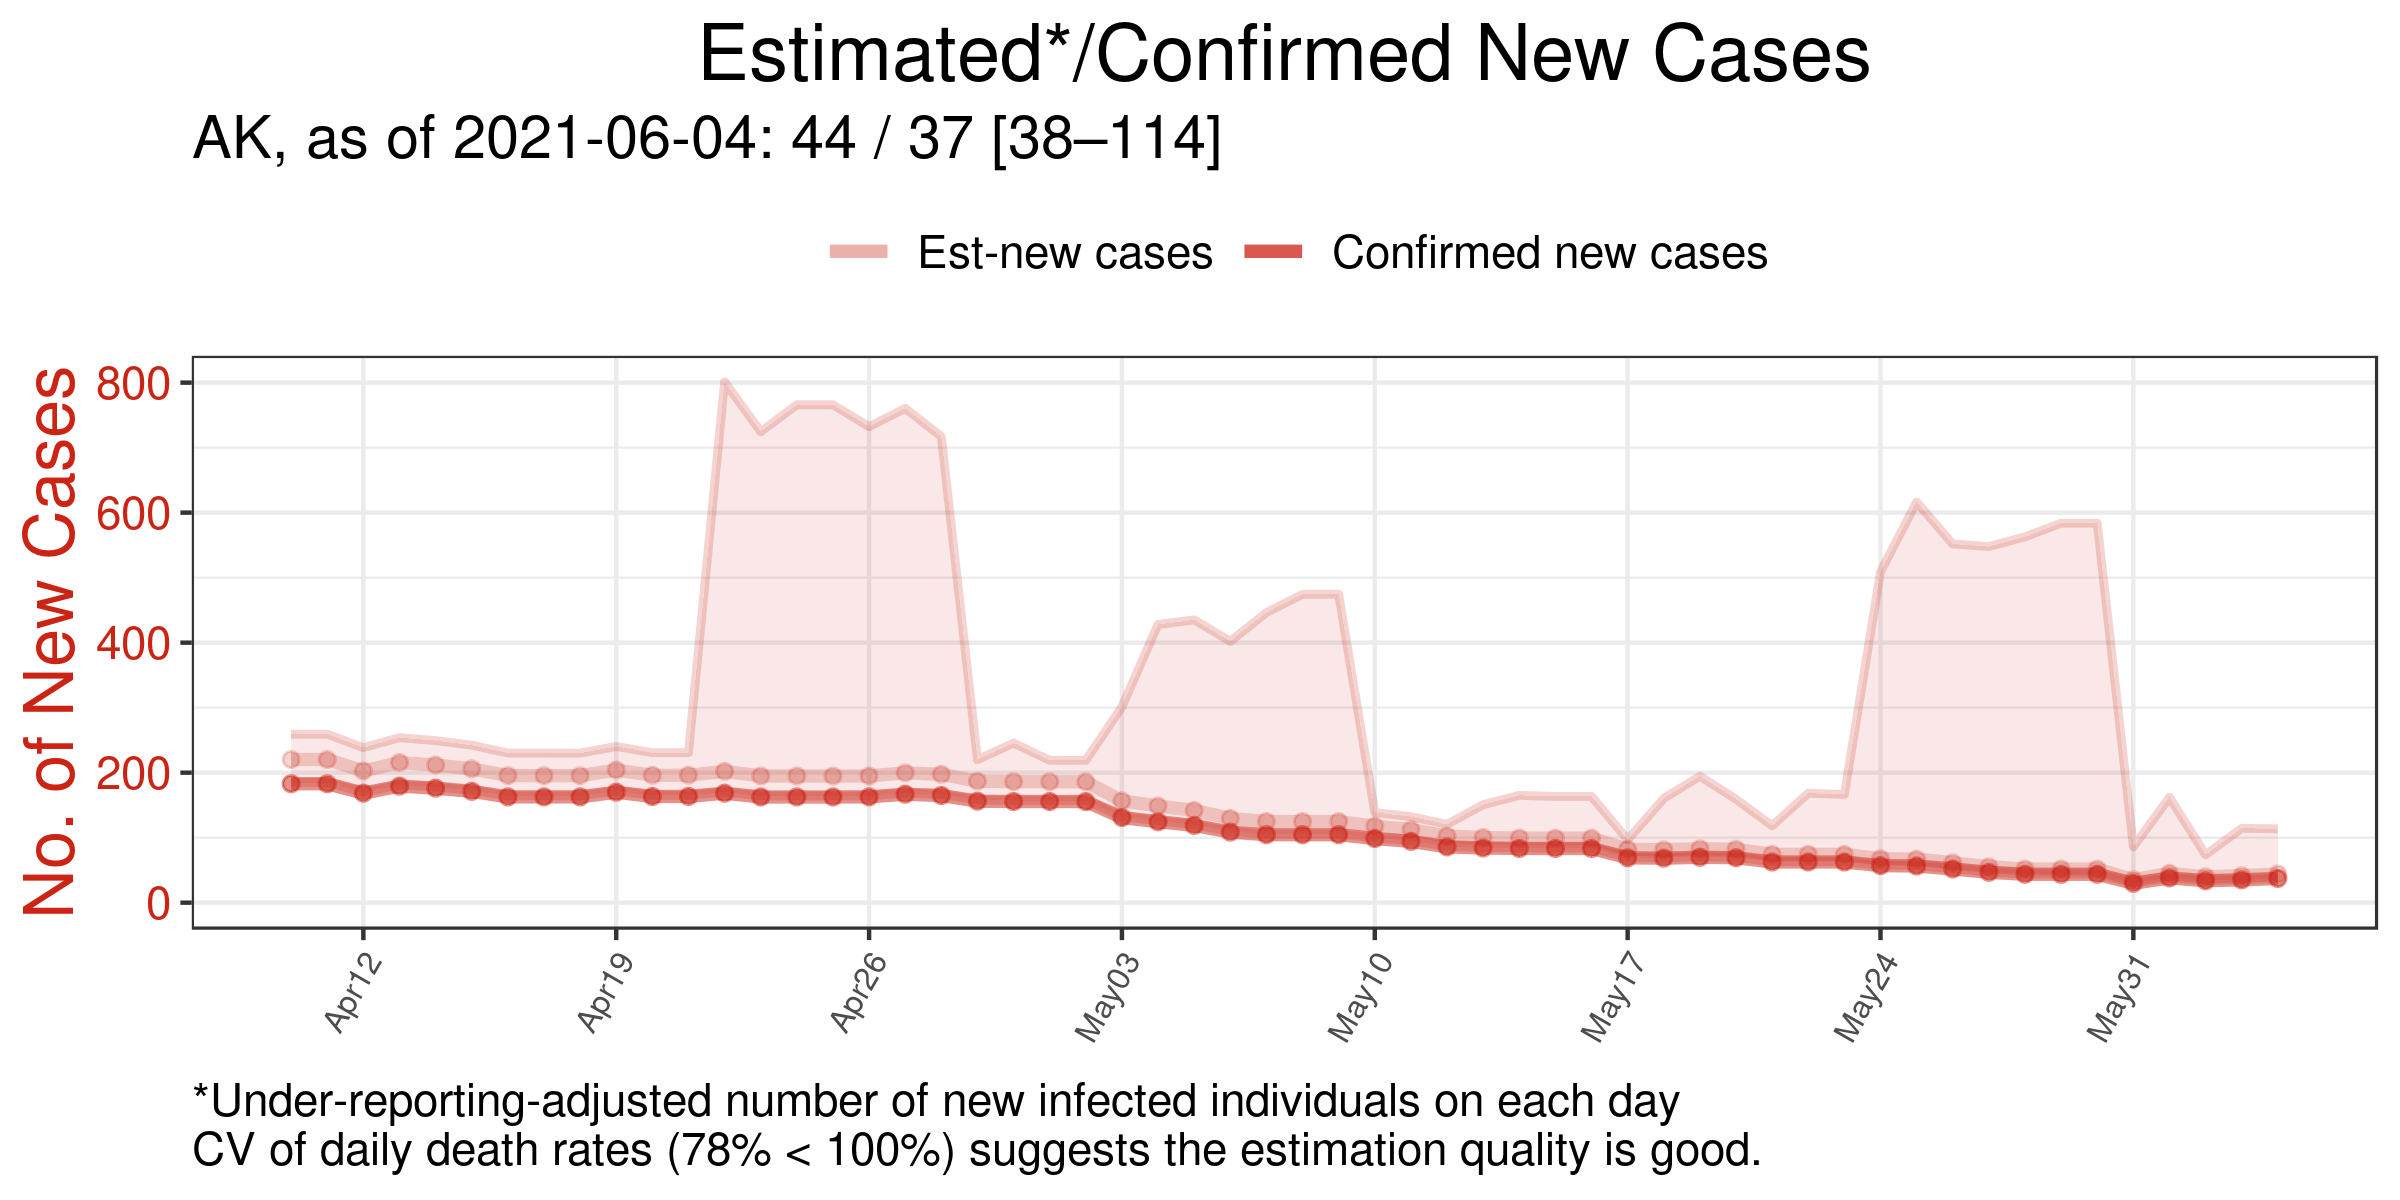 Estimated*/Confirmed New Cases
AK, as of 2021-06-04: 44 / 37 [38–114]
Est-new cases
Confirmed new cases
No. of New Cases
800
600
400
200
0
Apr12
Apr19
Apr26
May03
May10
May17
May24
May31
*Under-reporting-adjusted number of new infected individuals on each day
CV of daily death rates (78% < 100%) suggests the estimation quality is good.